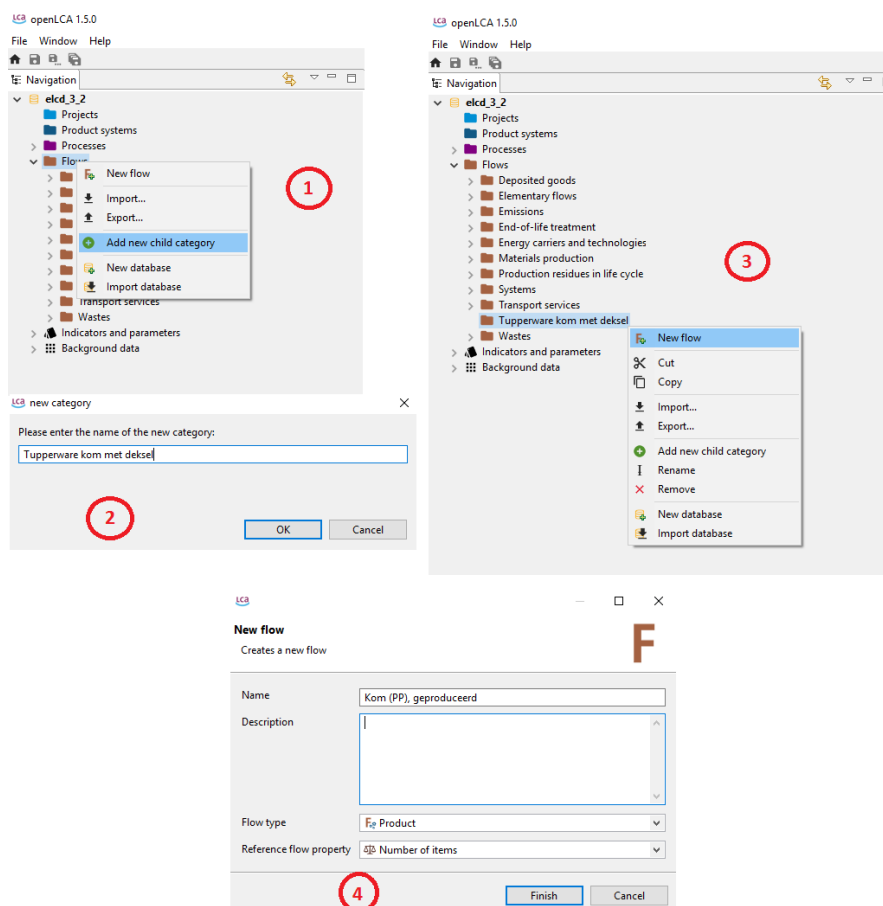 LCA openLCA 1.5.0
File Window Help
Navigation
elcd_3_2
Projects
Product systems
Processes
Flows
New flow
Import...
Export...
Add new child category
New database
Import database
Transport services
Wastes
Indicators and parameters
Background data
1
LCA new category
Please enter the name of the new category:
Tupperware kom met deksel
OK Cancel
2
LCA openLCA 1.5.0
File Window Help
Navigation
elcd_3_2
Projects
Product systems
Processes
Flows
Deposited goods
Elementary flows
Emissions
End-of-life treatment
Energy carriers and technologies
Materials production
Production residues in life cycle
Systems
Transport services
Tupperware kom met deksel
Wastes
Indicators and parameters
Background data
3
New flow
Cut
Copy
Import...
Export...
Add new child category
Rename
Remove
New database
Import database
LCA
New flow
Creates a new flow
F
Name Kom (PP), geproduceerd
Description
Flow type Product
Reference flow property Number of items
4
Finish Cancel